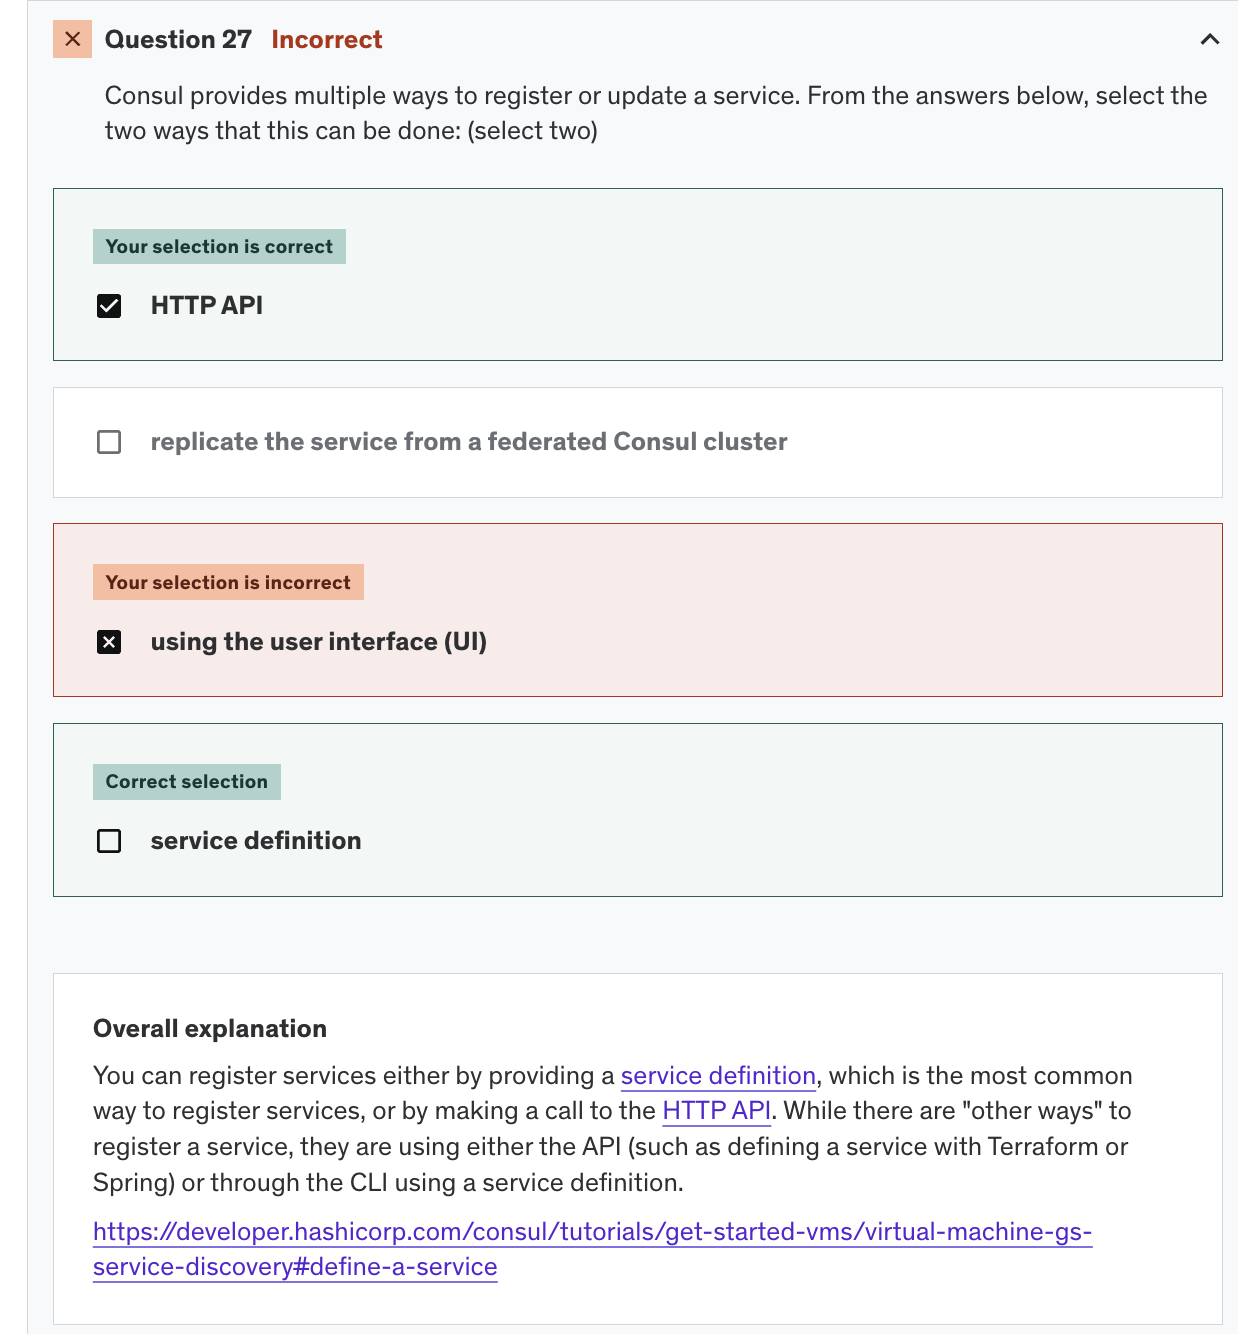 Question 27 Incorrect
Consul provides multiple ways to register or update a service. From the answers below, select the
two ways that this can be done: (select two)
Your selection is correct
HTTP API
replicate the service from a federated Consul cluster
Your selection is incorrect
using the user interface (UI)
Correct selection
service definition
Overall explanation
You can register services either by providing a service definition, which is the most common
way to register services, or by making a call to the HTTP API. While there are "other ways" to
register a service, they are using either the API (such as defining a service with Terraform or
Spring) or through the CLI using a service definition.
https://developer.hashicorp.com/consul/tutorials/get-started-vms/virtual-machine-gs-
service-discovery#define-a-service